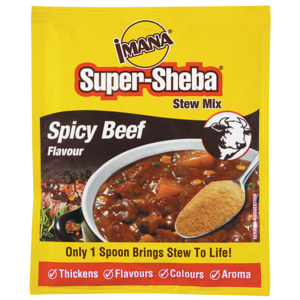 IMANA
Super-Sheba®
Stew Mix
Spicy Beef
Flavour
Only 1 Spoon Brings Stew To Life!
Thickens Flavours Colours Aroma